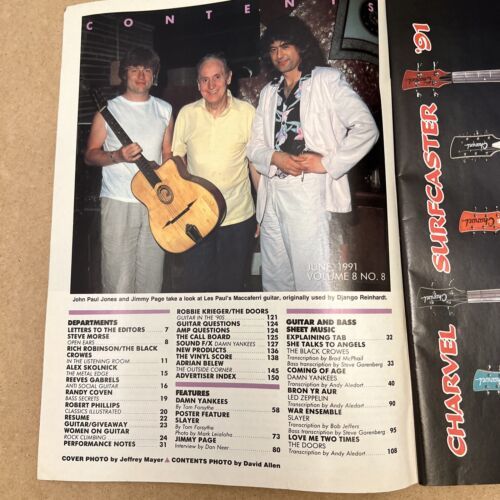 CONTENTS
JUNE 1991
VOLUME 8 NO. 8
John Paul Jones and Jimmy Page take a look at Les Paul's Maccaferri guitar, originally used by Django Reinhardt.
DEPARTMENTS
LETTERS TO THE EDITORS 7
STEVE MORSE
OPEN EARS 8
RICH ROBINSON/THE BLACK
CROWES
IN THE LISTENING ROOM 11
ALEX SKOLNICK
THE METAL EDGE 15
REEVES GABRELS
ANTI SOCIAL GUITAR 16
RANDY COVEN
BASS SECRETS 19
ROBERT PHILLIPS
CLASSICS ILLUSTRATED 20
RESUME 22
GUITAR/GIVEAWAY 23
WOMEN ON GUITAR
ROCK CLIMBING 24
PERFORMANCE NOTES 31
ROBBIE KRIEGER/THE DOORS
GUITAR IN THE '90S 121
GUITAR QUESTIONS 124
AMP QUESTIONS 124
THE CALL BOARD 125
SOUND F/X DAMN YANKEES 127
NEW PRODUCTS 136
THE VINYL SCORE 138
ADRIAN BELEW
THE OUTSIDE CORNER 145
ADVERTISER INDEX 150
FEATURES
DAMN YANKEES
By Tom Forsythe 58
POSTER FEATURE
SLAYER
By Tom Forsythe
Photo by Mark Leialoha 73
JIMMY PAGE
Interview by Don Neer 80
GUITAR AND BASS
SHEET MUSIC
EXPLAINING TAB 32
SHE TALKS TO ANGELS
THE BLACK CROWES
Transcription by Brad McPhail
Bass transcription by Steve Gorenberg 33
COMING OF AGE
DAMN YANKEES
Transcription by Andy Aledort 40
BRON YR AUR
LED ZEPPELIN
Transcription by Andy Aledort 90
WAR ENSEMBLE
SLAYER
Transcription by Bob Jeffers
Bass transcription by Steve Gorenberg 95
LOVE ME TWO TIMES
THE DOORS
Transcription by Andy Aledort 108
COVER PHOTO by Jeffrey Mayer ▲ CONTENTS PHOTO by David Allen
CHARVEL SURFCASTER '91
Charvel
Charvel
Charvel
Charvel
Charvel